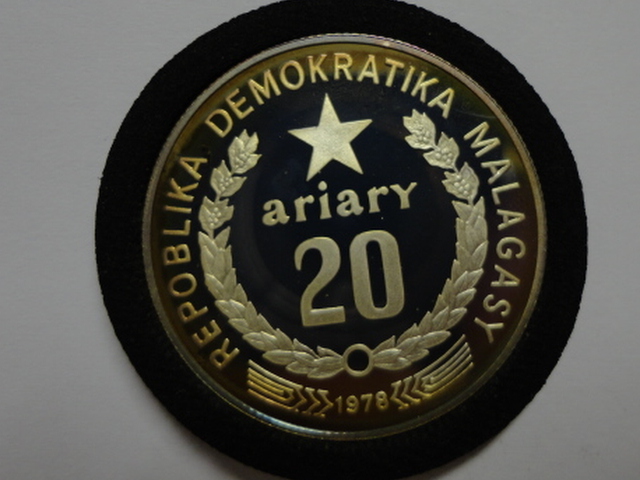 REPOBLIKA DEMOKRATIKA MALAGASY
ariary
20
1978